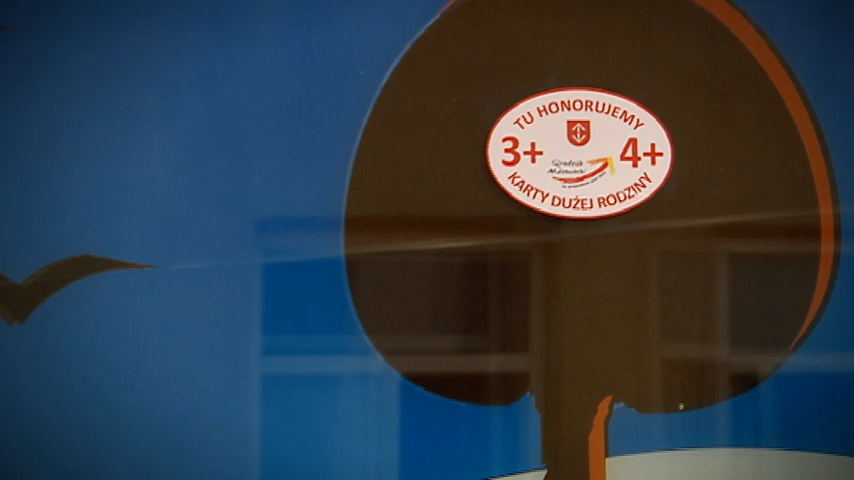 TU HONORUJEMY
3+ 4+
Grodzisk
Mazowiecki
KARTY DUŻEJ RODZINY